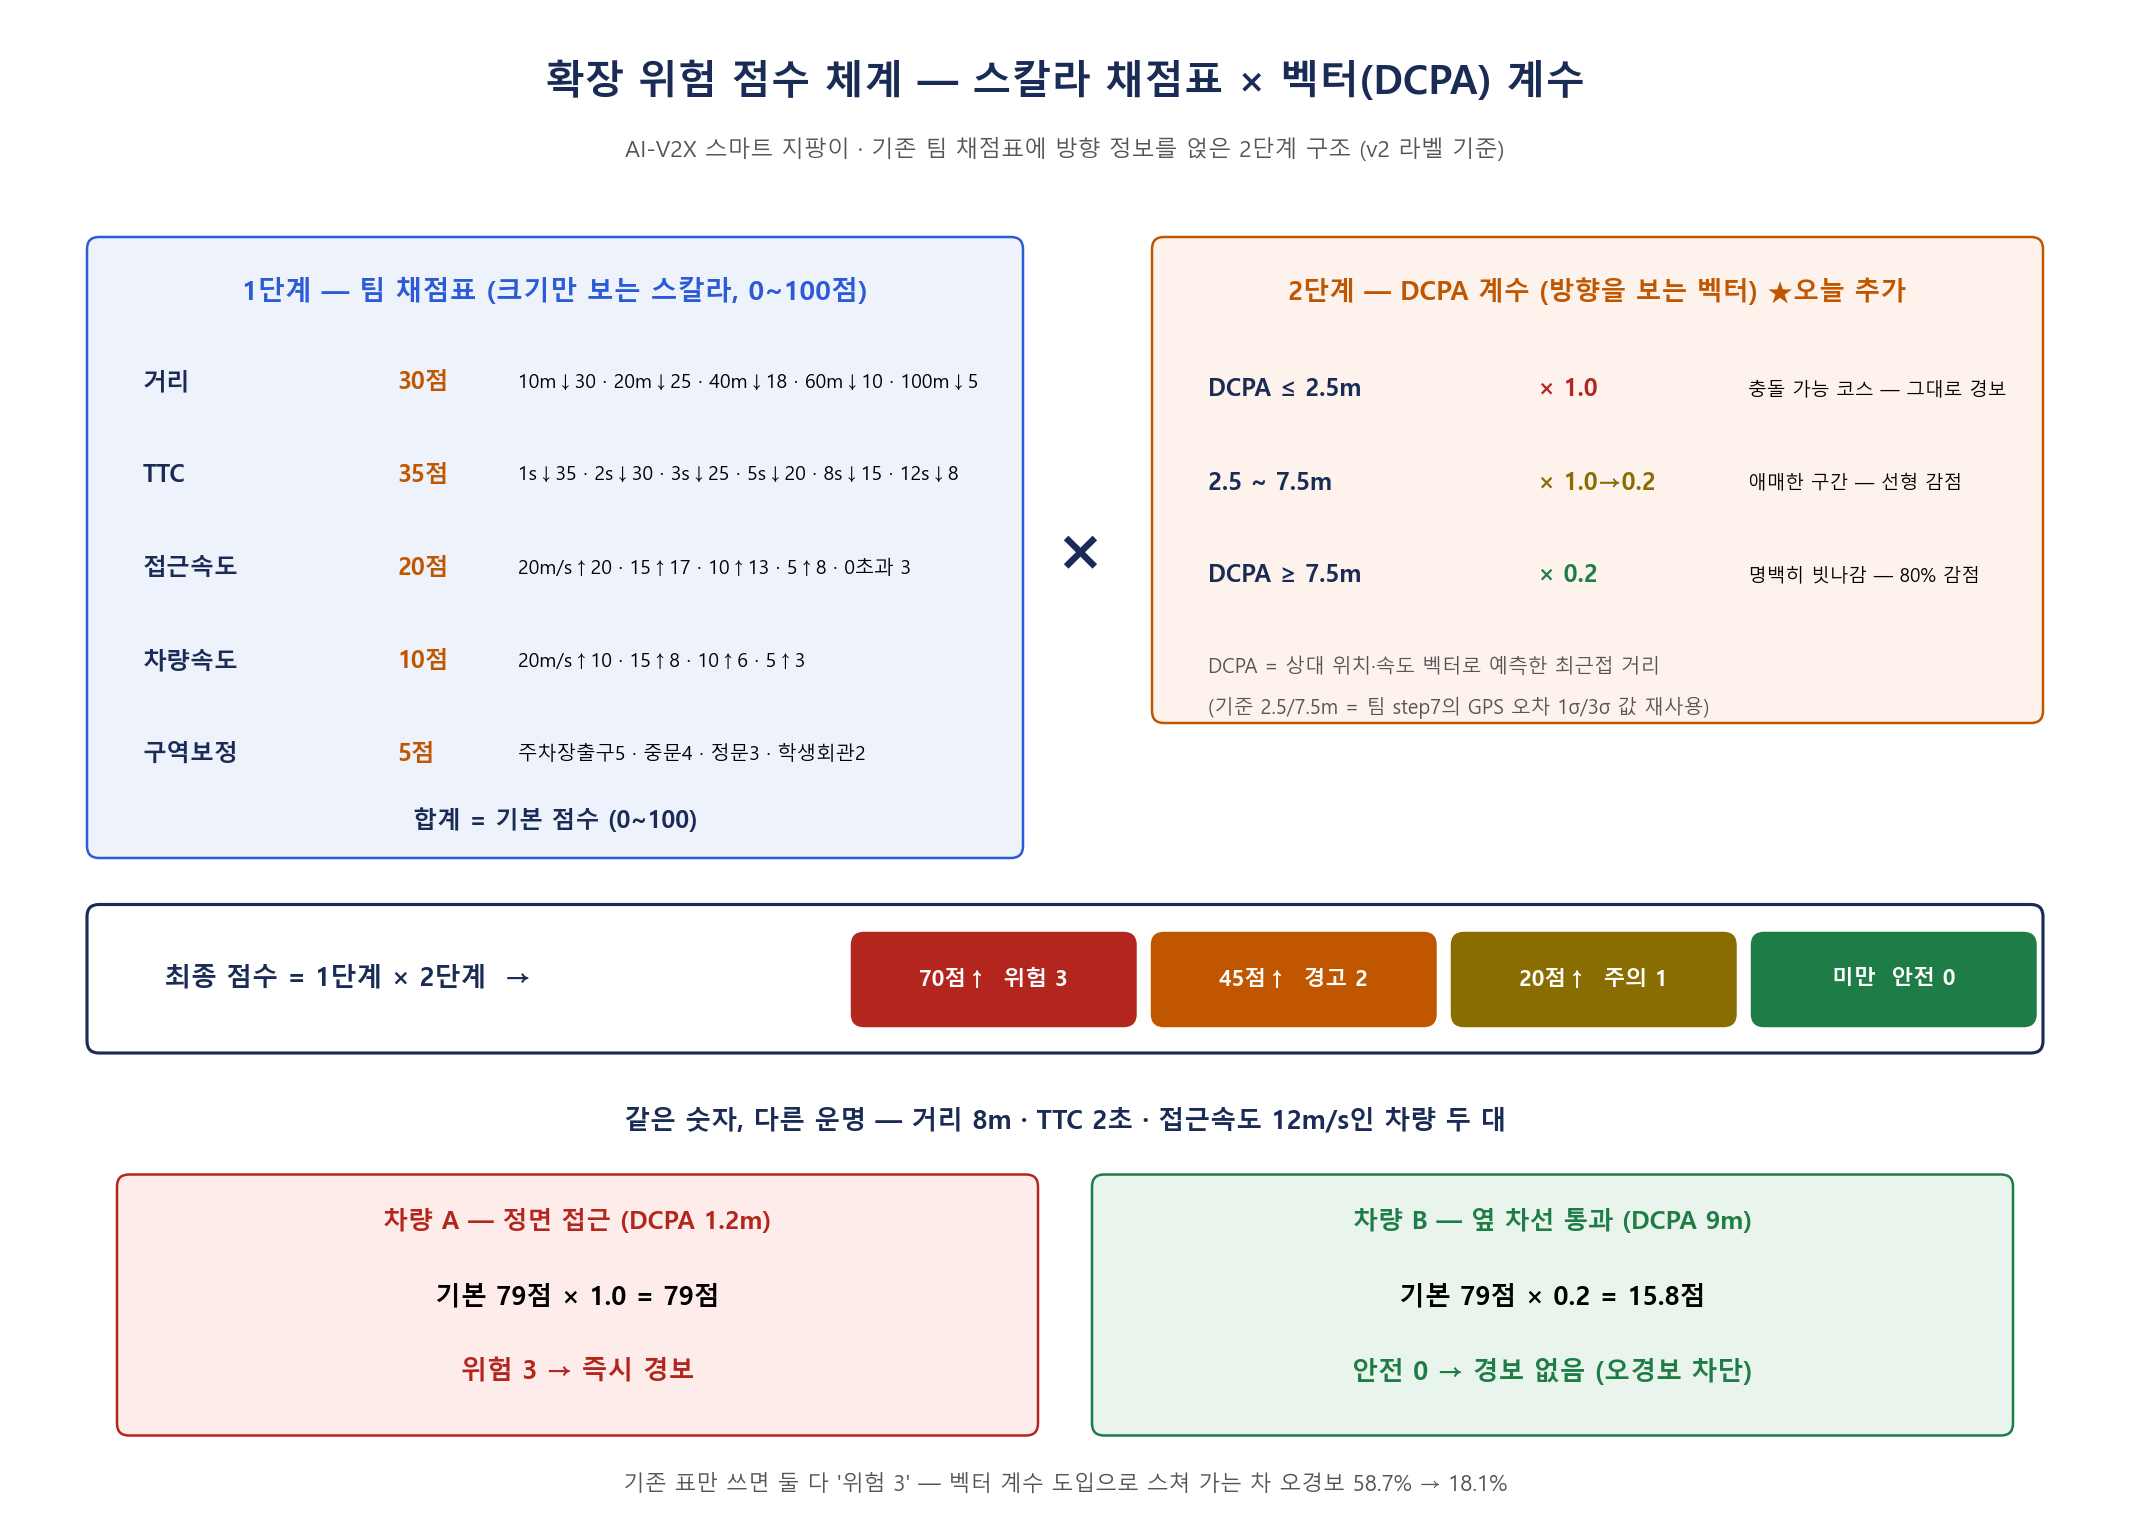 확장 위험 점수 체계 — 스칼라 채점표 × 벡터(DCPA) 계수
AI-V2X 스마트 지팡이 · 기존 팀 채점표에 방향 정보를 얹은 2단계 구조 (v2 라벨 기준)
1단계 — 팀 채점표 (크기만 보는 스칼라, 0~100점)
거리 30점 10m↓30 · 20m↓25 · 40m↓18 · 60m↓10 · 100m↓5
TTC 35점 1s↓35 · 2s↓30 · 3s↓25 · 5s↓20 · 8s↓15 · 12s↓8
접근속도 20점 20m/s↑20 · 15↑17 · 10↑13 · 5↑8 · 0초과 3
차량속도 10점 20m/s↑10 · 15↑8 · 10↑6 · 5↑3
구역보정 5점 주차장출구5 · 중문4 · 정문3 · 학생회관2
합계 = 기본 점수 (0~100)
×
2단계 — DCPA 계수 (방향을 보는 벡터) ★오늘 추가
DCPA ≤ 2.5m × 1.0 충돌 가능 코스 — 그대로 경보
2.5 ~ 7.5m × 1.0→0.2 애매한 구간 — 선형 감점
DCPA ≥ 7.5m × 0.2 명백히 빗나감 — 80% 감점
DCPA = 상대 위치·속도 벡터로 예측한 최근접 거리
(기준 2.5/7.5m = 팀 step7의 GPS 오차 1σ/3σ 값 재사용)
최종 점수 = 1단계 × 2단계 → 70점↑ 위험 3 45점↑ 경고 2 20점↑ 주의 1 미만 안전 0
같은 숫자, 다른 운명 — 거리 8m · TTC 2초 · 접근속도 12m/s인 차량 두 대
차량 A — 정면 접근 (DCPA 1.2m)
기본 79점 × 1.0 = 79점
위험 3 → 즉시 경보
차량 B — 옆 차선 통과 (DCPA 9m)
기본 79점 × 0.2 = 15.8점
안전 0 → 경보 없음 (오경보 차단)
기존 표만 쓰면 둘 다 '위험 3' — 벡터 계수 도입으로 스쳐 가는 차 오경보 58.7% → 18.1%